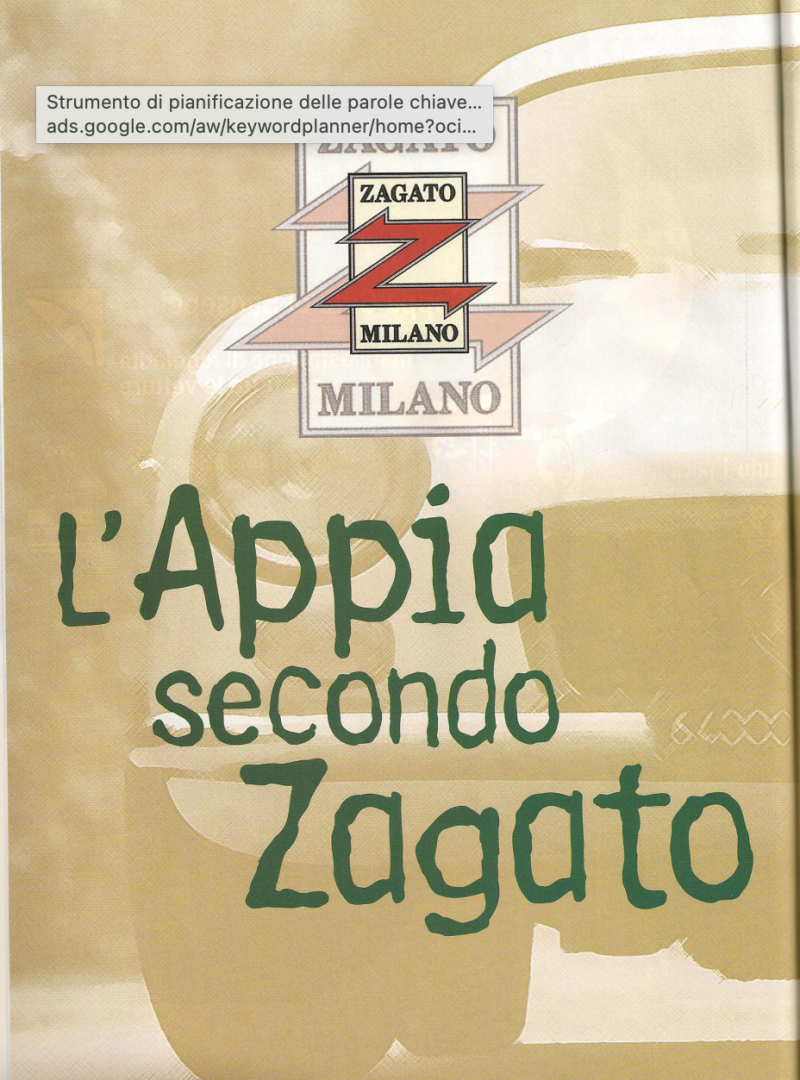 Strumento di pianificazione delle parole chiave...
ads.google.com/aw/keywordplanner/home?oci...
ZAGATO
ZAGATO
MILANO
MILANO
L'Appia
secondo
Zagato